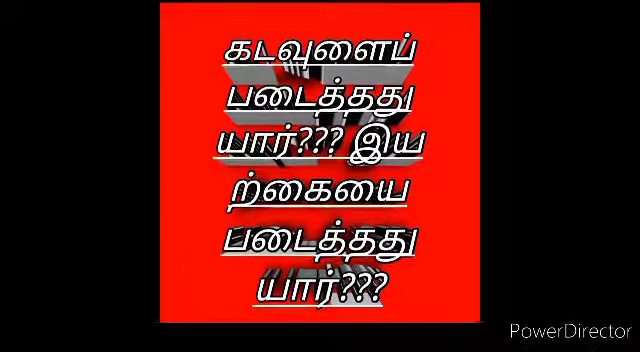 கடவுளைப்
படைத்தது
யார்??? இய
ற்கையை
படைத்தது
யார்???
PowerDirector